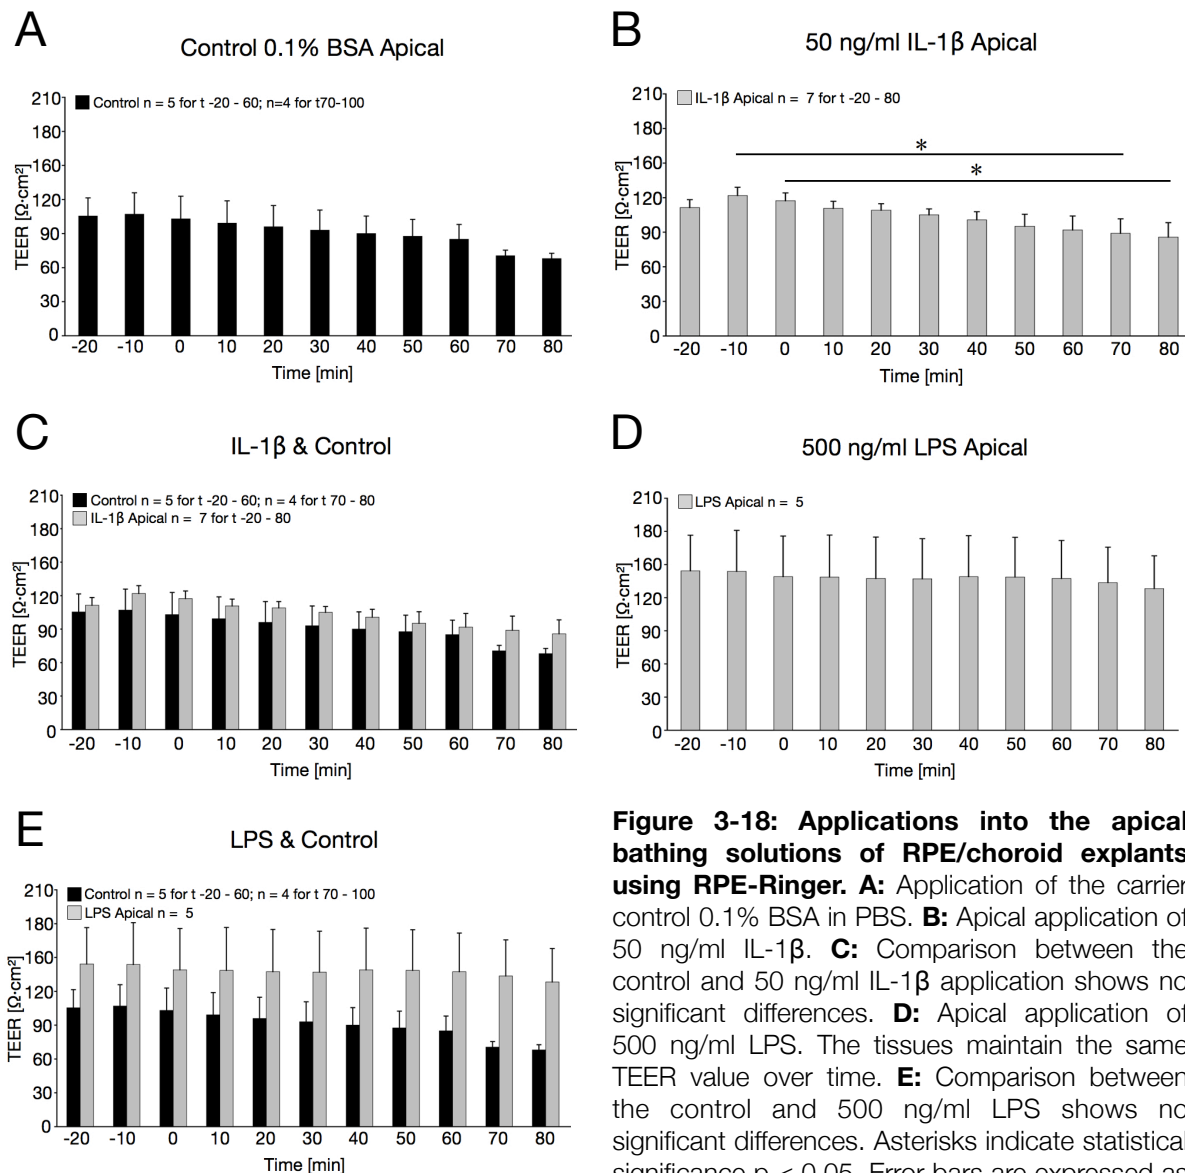 A
Control 0.1% BSA Apical
Control n = 5 for t -20 - 60; n=4 for t70-100
210
180
160
120
90
60
30
0
TEER [Ω·cm²]
-20 -10 0 10 20 30 40 50 60 70 80
Time [min]
B
50 ng/ml IL-1β Apical
IL-1β Apical n = 7 for t -20 - 80
210
180
160
120
90
60
30
0
TEER [Ω·cm²]
*
*
-20 -10 0 10 20 30 40 50 60 70 80
Time [min]
C
IL-1β & Control
Control n = 5 for t -20 - 60; n = 4 for t 70 - 80
IL-1β Apical n = 7 for t -20 - 80
210
180
160
120
90
60
30
0
TEER [Ω·cm²]
-20 -10 0 10 20 30 40 50 60 70 80
Time [min]
D
500 ng/ml LPS Apical
LPS Apical n = 5
210
180
160
120
90
60
30
0
TEER [Ω·cm²]
-20 -10 0 10 20 30 40 50 60 70 80
Time [min]
E
LPS & Control
Control n = 5 for t -20 - 60; n = 4 for t 70 - 100
LPS Apical n = 5
210
180
160
120
90
60
30
0
TEER [Ω·cm²]
-20 -10 0 10 20 30 40 50 60 70 80
Time [min]
Figure 3-18: Applications into the apical
bathing solutions of RPE/choroid explants
using RPE-Ringer. A: Application of the carrier
control 0.1% BSA in PBS. B: Apical application of
50 ng/ml IL-1β. C: Comparison between the
control and 50 ng/ml IL-1β application shows no
significant differences. D: Apical application of
500 ng/ml LPS. The tissues maintain the same
TEER value over time. E: Comparison between
the control and 500 ng/ml LPS shows no
significant differences. Asterisks indicate statistical
significance p < 0.05. Error bars are expressed as